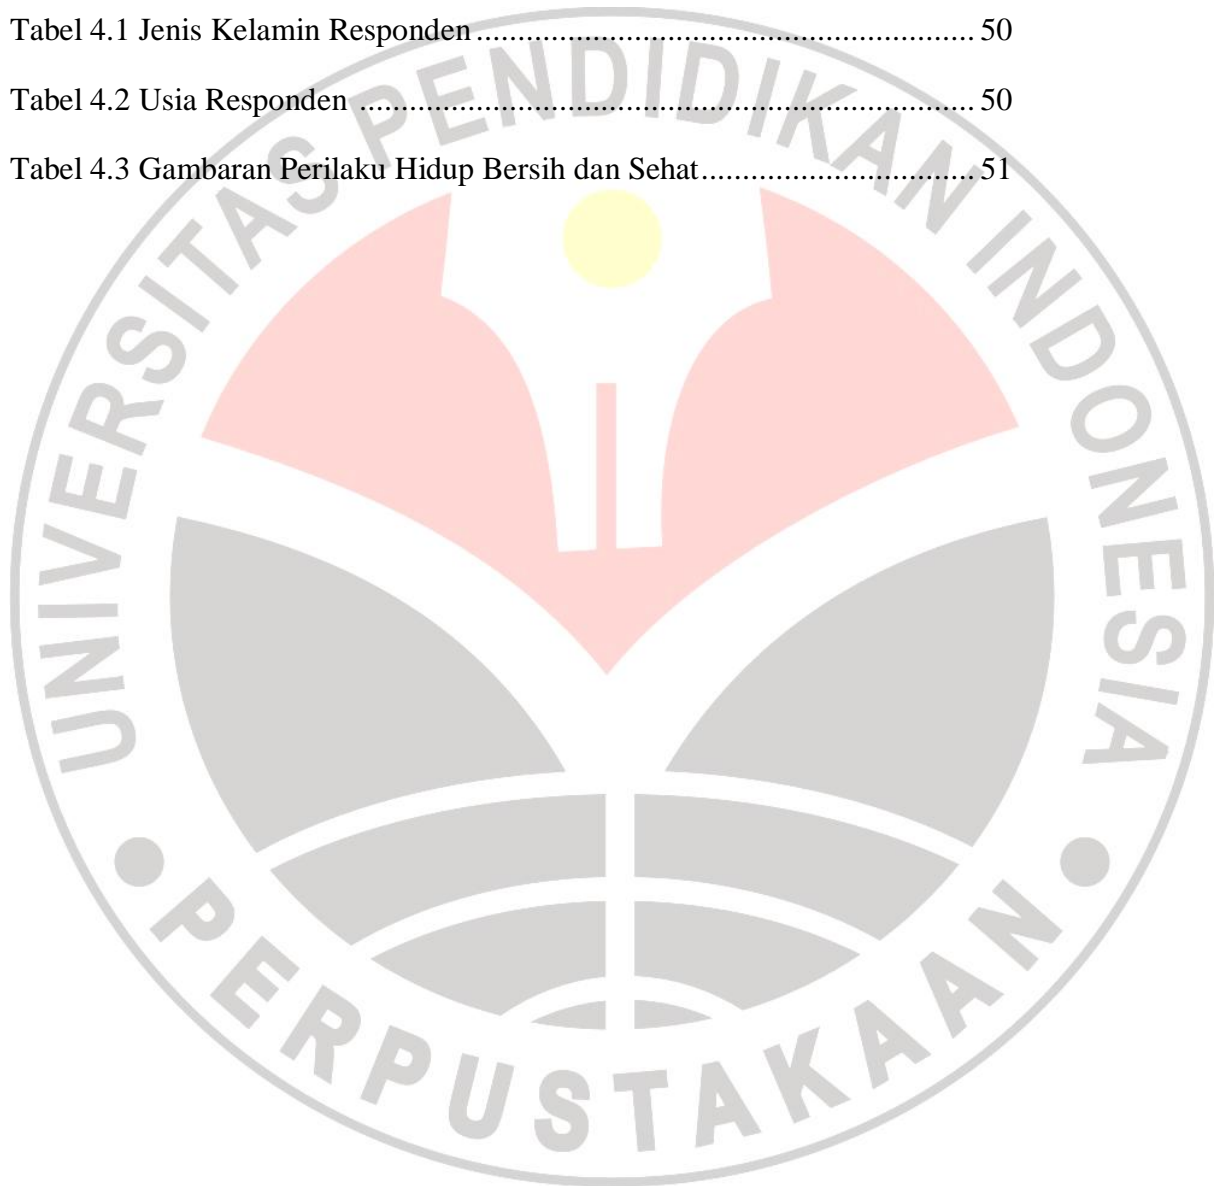 Tabel 4.1 Jenis Kelamin Responden ............................................................... 50
Tabel 4.2 Usia Responden .............................................................................. 50
Tabel 4.3 Gambaran Perilaku Hidup Bersih dan Sehat .................................. 51
UNIVERSITAS PENDIDIKAN INDONESIA
PERPUSTAKAAN